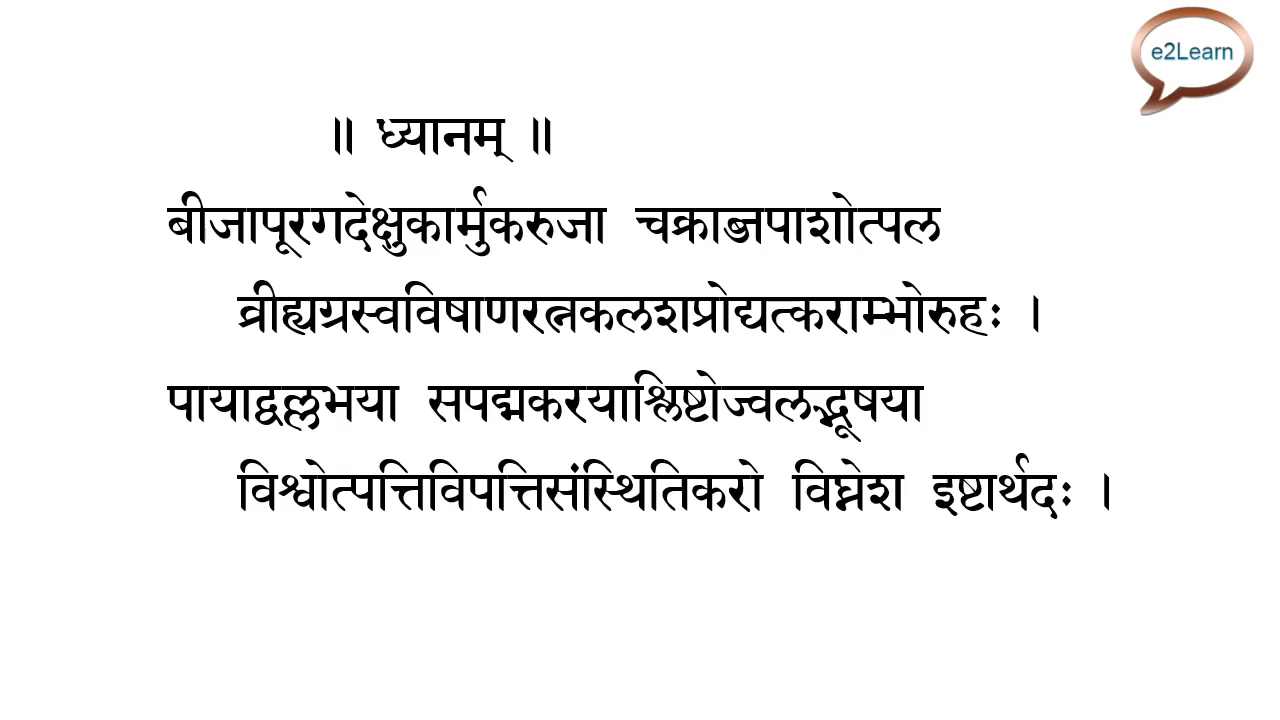 e2Learn
॥ ध्यानम् ॥
बीजापूरगदेक्षुकार्मुकरुजा चक्राब्जपाशोत्पल
व्रीह्यग्रस्वविषाणरत्नकलशप्रोद्यत्कराम्भोरुहः ।
पायाद्वल्लभया सपद्मकरयाश्लिष्टोज्वलद्भूषया
विश्वोत्पत्तिविपत्तिसंस्थितिकरो विघ्नेश इष्टार्थदः ।